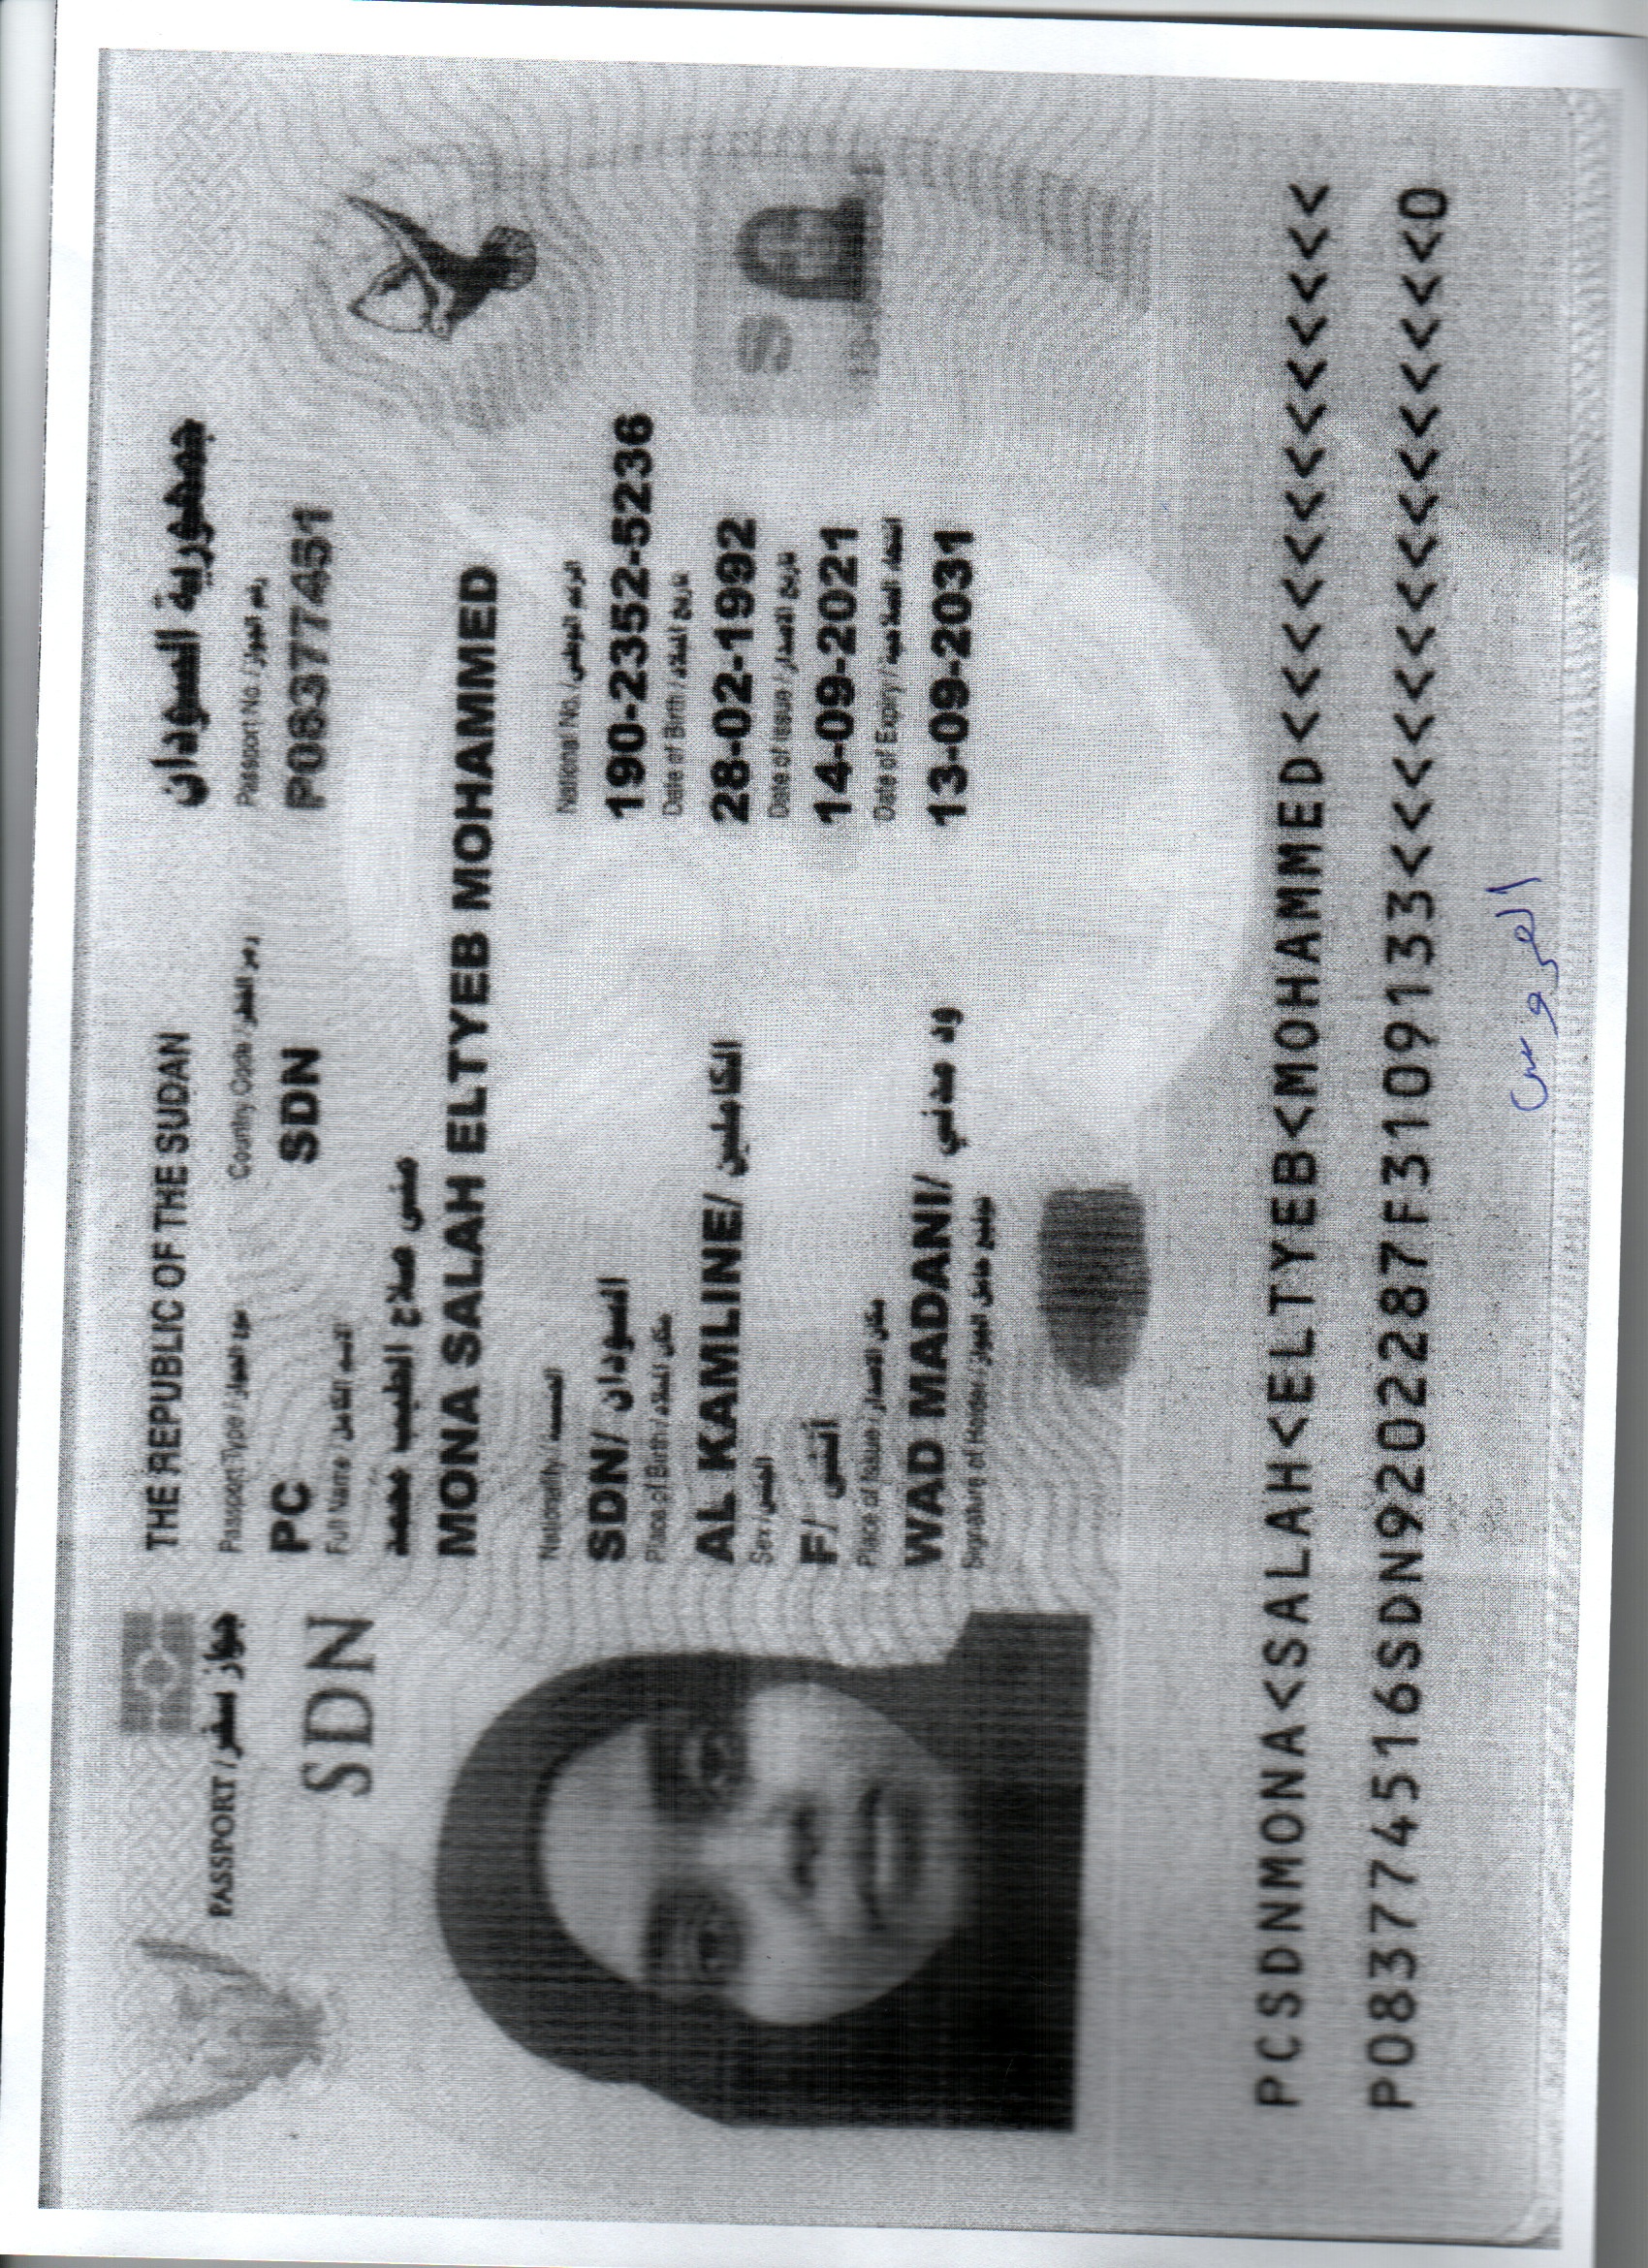 THE REPUBLIC OF THE SUDAN جمهورية السودان
PASSPORT / جواز سفر
Passport Type / نوع الجواز Country Code / رمز القطر Passport No. / رقم الجواز
PC SDN P08377451
SDN
Full Name / الاسم الكامل
منى صلاح الطيب محمد
MONA SALAH ELTYEB MOHAMMED
Nationality / الجنسية National No. / الرقم الوطني
SDN/ السودان 190-2352-5236
Place of Birth / مكان الميلاد Date of Birth / تاريخ الميلاد
AL KAMLINE/ الكاملين 28-02-1992
Sex / الجنس Date of Issue / تاريخ الاصدار
F/ أنثى 14-09-2021
Place of Issue / مكان الاصدار Date of Expiry / انتهاء الصلاحية
WAD MADANI/ ود مدني 13-09-2031
Signature of Holder / توقيع حامل الجواز
PCSDNMONA<SALAH<ELTYEB<MOHAMMED<<<<<<<<<<<<<
P083774516SDN9202287F3109133<<<<<<<<<<<<<<<0
العروس